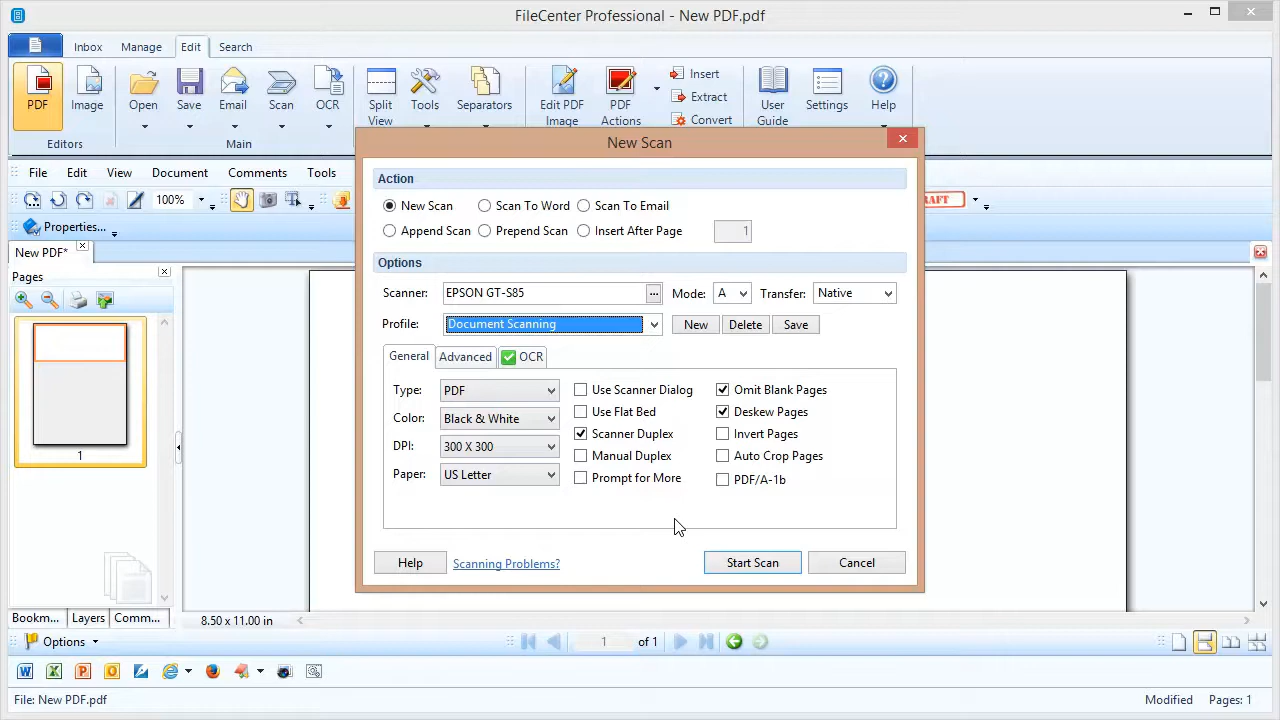 FileCenter Professional - New PDF.pdf
Inbox Manage Edit Search
PDF Image Open Save Email Scan OCR Split View Tools Separators Edit PDF Image PDF Actions Insert Extract Convert User Guide Settings Help
Editors Main
New Scan
File Edit View Document Comments Tools
100%
Properties...
New PDF*
Pages
1
Action
New Scan Scan To Word Scan To Email
Append Scan Prepend Scan Insert After Page 1
Options
Scanner: EPSON GT-S85 ... Mode: A Transfer: Native
Profile: Document Scanning New Delete Save
General Advanced OCR
Type: PDF Use Scanner Dialog Omit Blank Pages
Color: Black & White Use Flat Bed Deskew Pages
Scanner Duplex Invert Pages
DPI: 300 X 300 Manual Duplex Auto Crop Pages
Paper: US Letter Prompt for More PDF/A-1b
Help Scanning Problems? Start Scan Cancel
Bookm... Layers Comm... 8.50 x 11.00 in
Options 1 of 1
File: New PDF.pdf Modified Pages: 1